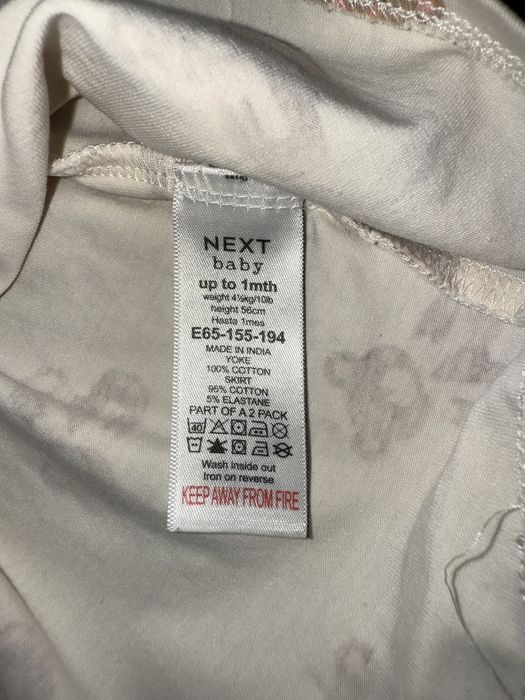 NEXT
baby
up to 1mth
weight 4½kg/10lb
height 56cm
Hasta 1mes
E65-155-194
MADE IN INDIA
YOKE
100% COTTON
SKIRT
95% COTTON
5% ELASTANE
PART OF A 2 PACK
40
Wash inside out
Iron on reverse
KEEP AWAY FROM FIRE